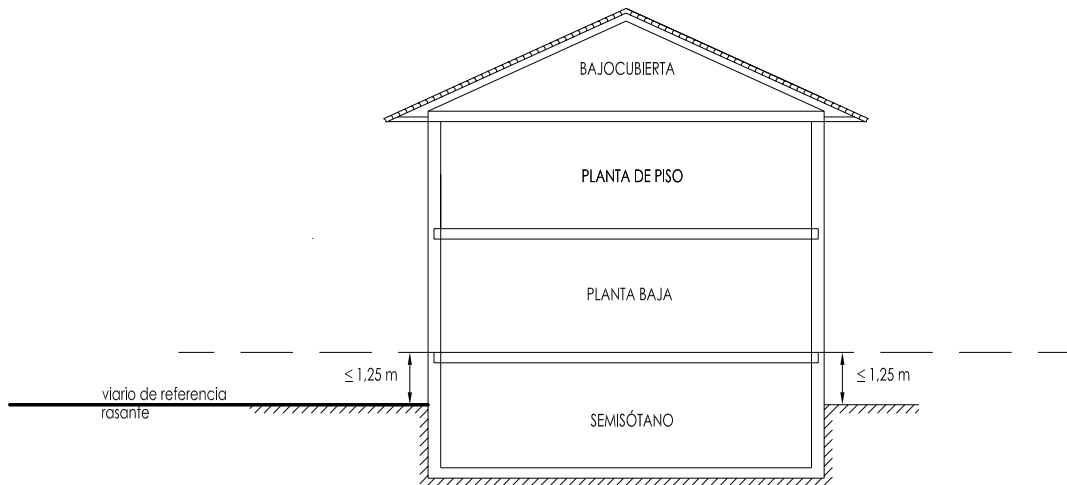 BAJOCUBIERTA
PLANTA DE PISO
PLANTA BAJA
≤ 1,25 m
≤ 1,25 m
viario de referencia
rasante
SEMISÓTANO